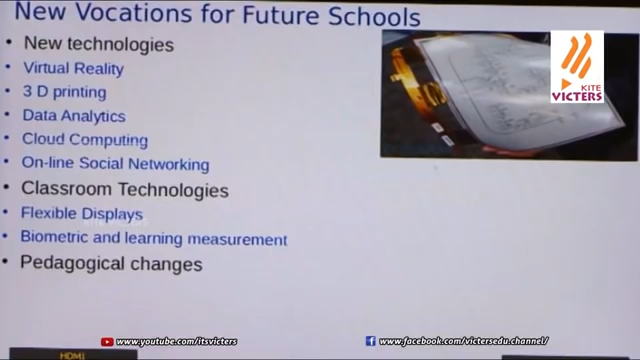 New Vocations for Future Schools
• New technologies
• Virtual Reality
• 3 D printing
• Data Analytics
• Cloud Computing
• On-line Social Networking
• Classroom Technologies
• Flexible Displays
• Biometric and learning measurement
• Pedagogical changes
KITE
VICTERS
www.youtube.com/itsvicters
www.facebook.com/victersedu.channel/
HDMI